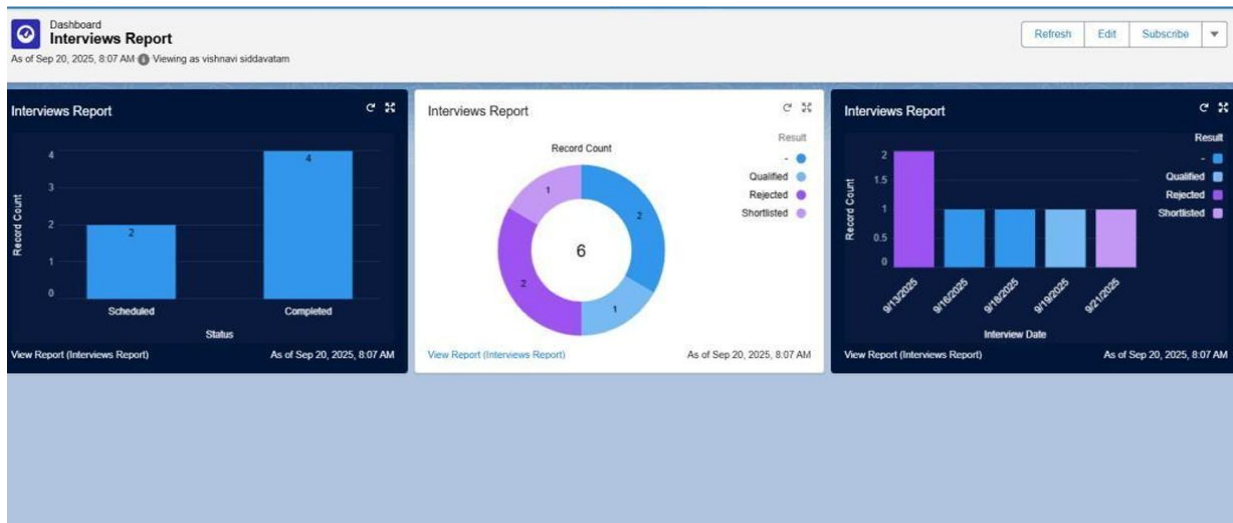 Dashboard
Interviews Report
As of Sep 20, 2025, 8:07 AM Viewing as vishnavi siddavatam
Refresh Edit Subscribe
Interviews Report
Record Count
4
3
2
1
0
2
4
Scheduled Completed
Status
View Report (Interviews Report) As of Sep 20, 2025, 8:07 AM
Interviews Report
Record Count
Result
-
Qualified
Rejected
Shortlisted
1
2
6
2
1
View Report (Interviews Report) As of Sep 20, 2025, 8:07 AM
Interviews Report
Result
-
Qualified
Rejected
Shortlisted
Record Count
2
1.5
1
0.5
0
9/13/2025 9/16/2025 9/18/2025 9/19/2025 9/21/2025
Interview Date
View Report (Interviews Report) As of Sep 20, 2025, 8:07 AM